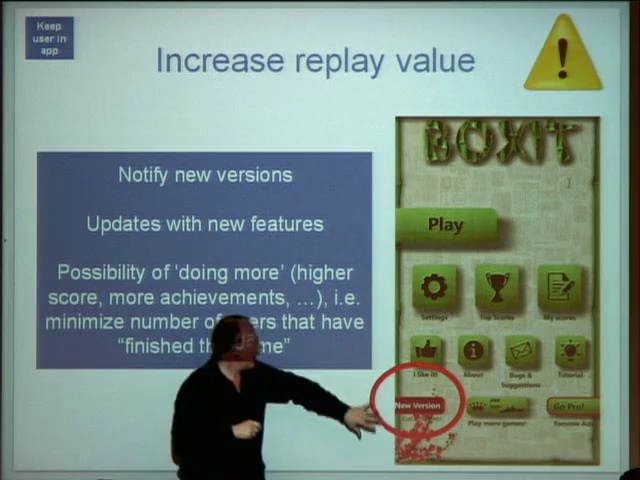 Keep
user in
app
Increase replay value
Notify new versions
Updates with new features
Possibility of 'doing more' (higher
score, more achievements, …), i.e.
minimize number of that have
"finished
BOXIT
Play
Settings
Top Scores
My scores
I like it!
About
Bugs &
Suggestions
Tutorial
New Version
Play more games!
Go Pro!